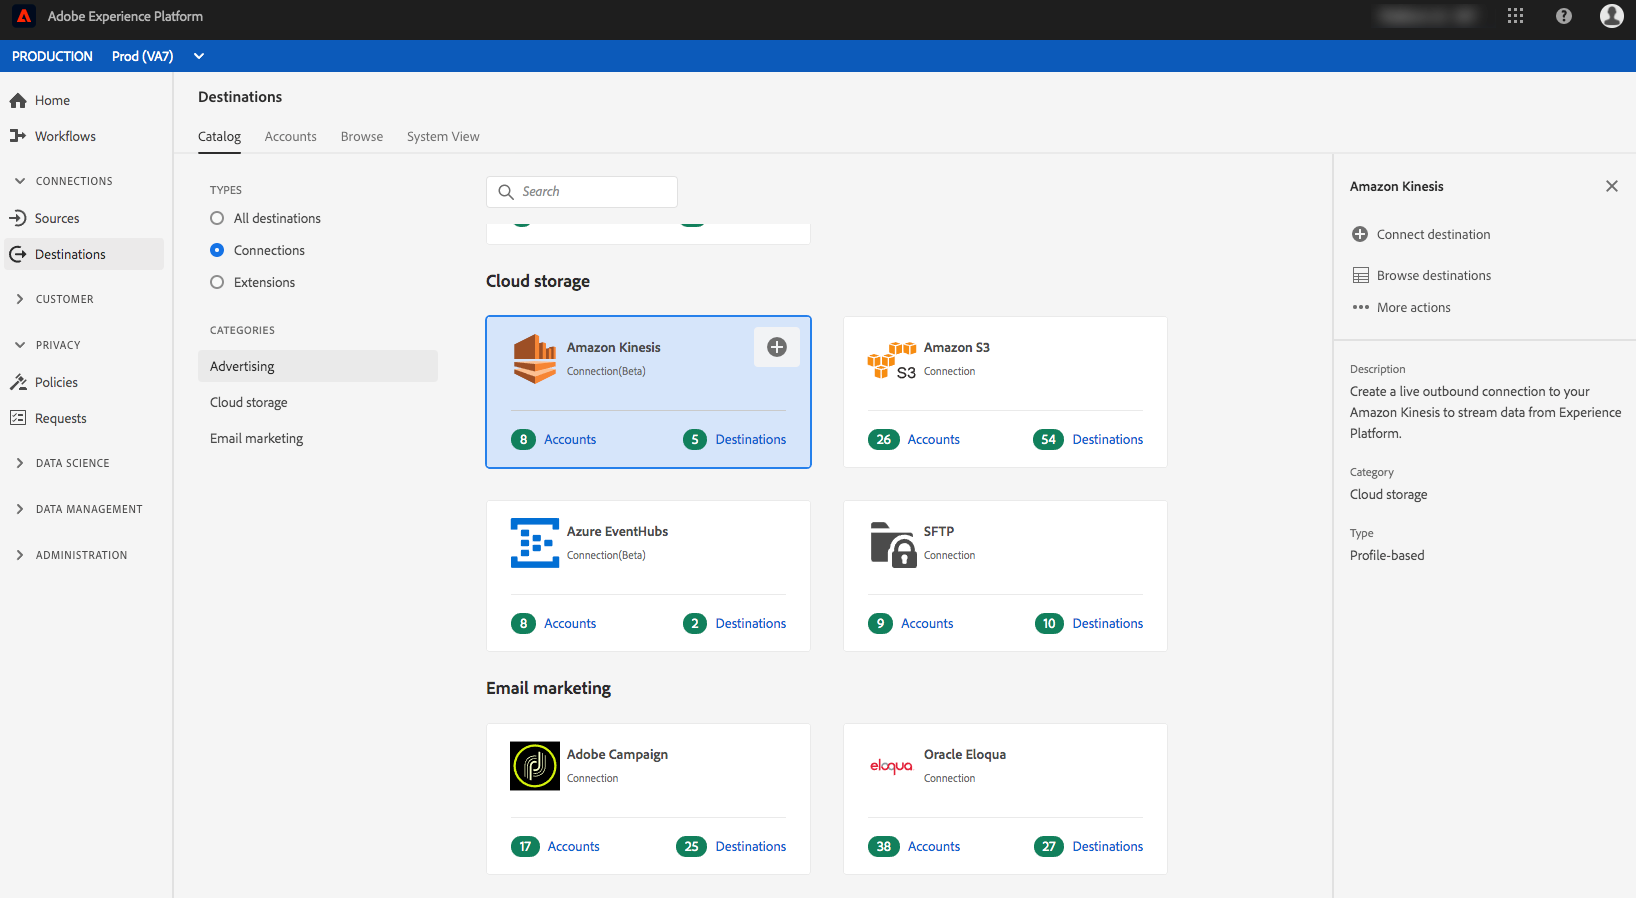 Adobe Experience Platform
PRODUCTION Prod (VA7)
Home
Workflows
CONNECTIONS
Sources
Destinations
CUSTOMER
PRIVACY
Policies
Requests
DATA SCIENCE
DATA MANAGEMENT
ADMINISTRATION
Destinations
Catalog Accounts Browse System View
TYPES
All destinations
Connections
Extensions
CATEGORIES
Advertising
Cloud storage
Email marketing
Search
Cloud storage
Amazon Kinesis
Connection(Beta)
8 Accounts 5 Destinations
S3
Amazon S3
Connection
26 Accounts 54 Destinations
Azure EventHubs
Connection(Beta)
8 Accounts 2 Destinations
SFTP
Connection
9 Accounts 10 Destinations
Email marketing
Adobe Campaign
Connection
17 Accounts 25 Destinations
eloqua
Oracle Eloqua
Connection
38 Accounts 27 Destinations
Amazon Kinesis
Connect destination
Browse destinations
More actions
Description
Create a live outbound connection to your
Amazon Kinesis to stream data from Experience
Platform.
Category
Cloud storage
Type
Profile-based